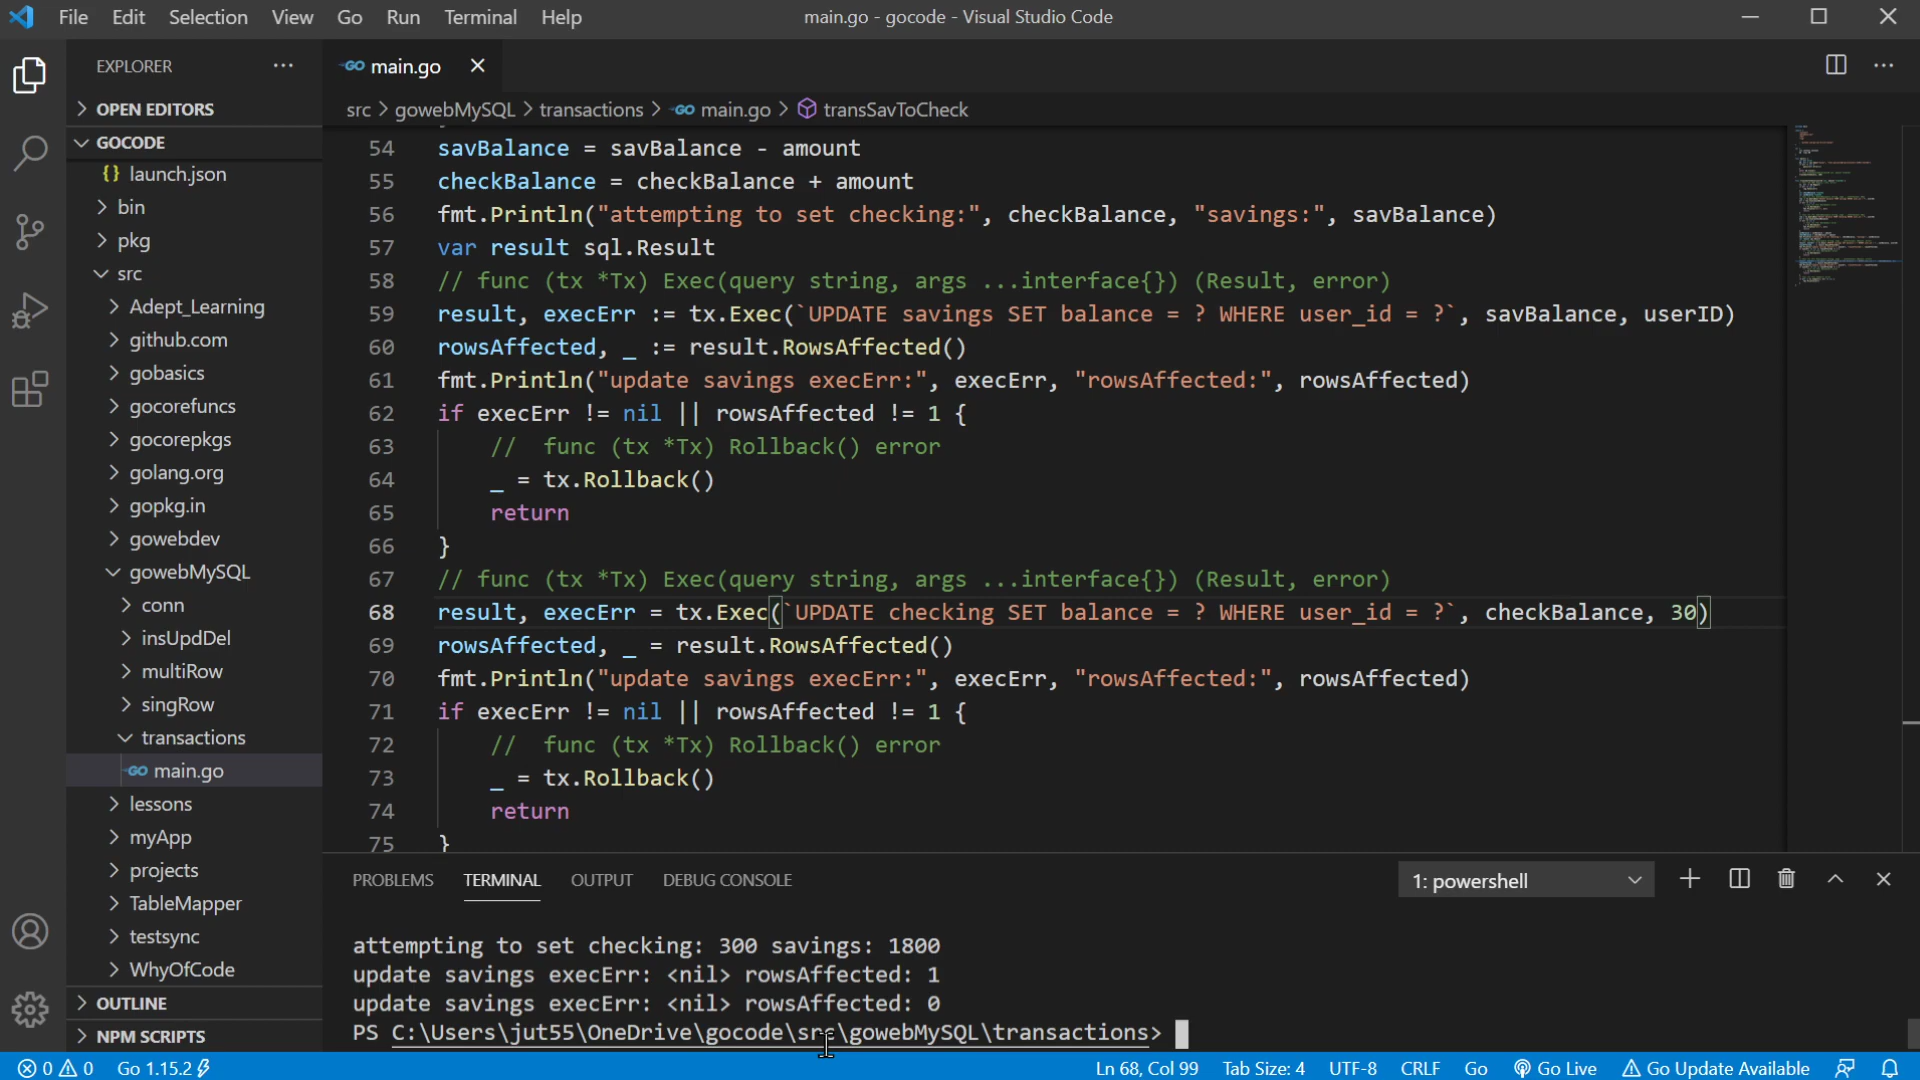 File Edit Selection View Go Run Terminal Help
main.go - gocode - Visual Studio Code
EXPLORER
OPEN EDITORS
GOCODE
{} launch.json
bin
pkg
src
Adept_Learning
github.com
gobasics
gocorefuncs
gocorepkgs
golang.org
gopkg.in
gowebdev
gowebMySQL
conn
insUpdDel
multiRow
singRow
transactions
GO main.go
lessons
myApp
projects
TableMapper
testsync
WhyOfCode
OUTLINE
NPM SCRIPTS
GO main.go
src > gowebMySQL > transactions > GO main.go > transSavToCheck
54 savBalance = savBalance - amount
55 checkBalance = checkBalance + amount
56 fmt.Println("attempting to set checking:", checkBalance, "savings:", savBalance)
57 var result sql.Result
58 // func (tx *Tx) Exec(query string, args ...interface{}) (Result, error)
59 result, execErr := tx.Exec(`UPDATE savings SET balance = ? WHERE user_id = ?`, savBalance, userID)
60 rowsAffected, _ := result.RowsAffected()
61 fmt.Println("update savings execErr:", execErr, "rowsAffected:", rowsAffected)
62 if execErr != nil || rowsAffected != 1 {
63 //  func (tx *Tx) Rollback() error
64 _ = tx.Rollback()
65 return
66 }
67 // func (tx *Tx) Exec(query string, args ...interface{}) (Result, error)
68 result, execErr = tx.Exec(`UPDATE checking SET balance = ? WHERE user_id = ?`, checkBalance, 30)
69 rowsAffected, _ = result.RowsAffected()
70 fmt.Println("update savings execErr:", execErr, "rowsAffected:", rowsAffected)
71 if execErr != nil || rowsAffected != 1 {
72 //  func (tx *Tx) Rollback() error
73 _ = tx.Rollback()
74 return
75 }
PROBLEMS TERMINAL OUTPUT DEBUG CONSOLE
1: powershell
attempting to set checking: 300 savings: 1800
update savings execErr: <nil> rowsAffected: 1
update savings execErr: <nil> rowsAffected: 0
PS C:\Users\jut55\OneDrive\gocode\src\gowebMySQL\transactions>
0 0 Go 1.15.2
Ln 68, Col 99 Tab Size: 4 UTF-8 CRLF Go Go Live Go Update Available